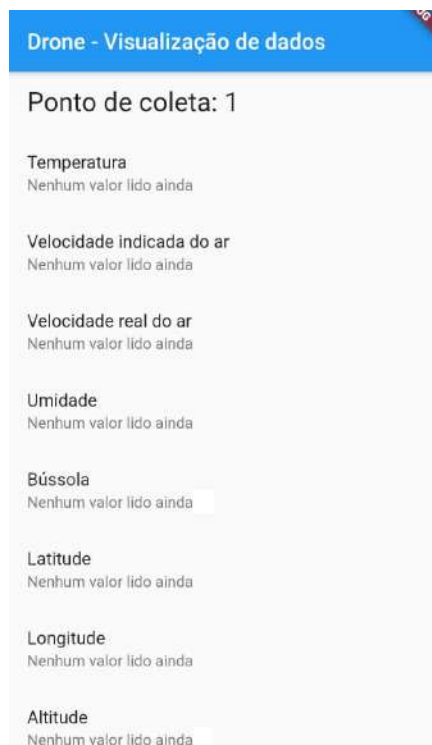 Drone - Visualização de dados
Ponto de coleta: 1
Temperatura
Nenhum valor lido ainda
Velocidade indicada do ar
Nenhum valor lido ainda
Velocidade real do ar
Nenhum valor lido ainda
Umidade
Nenhum valor lido ainda
Bússola
Nenhum valor lido ainda
Latitude
Nenhum valor lido ainda
Longitude
Nenhum valor lido ainda
Altitude
Nenhum valor lido ainda